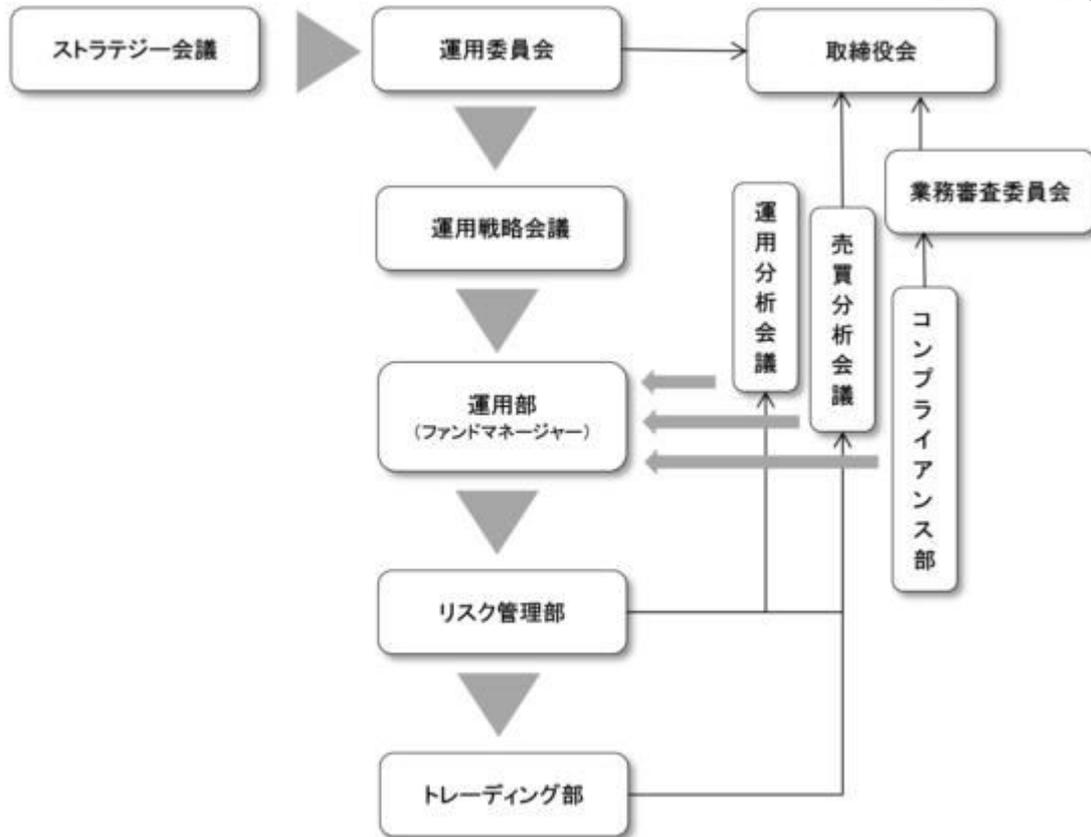 ストラテジー会議
運用委員会
取締役会
業務審査委員会
運用戦略会議
運用分析会議
売買分析会議
コンプライアンス部
運用部
(ファンドマネージャー)
リスク管理部
トレーディング部